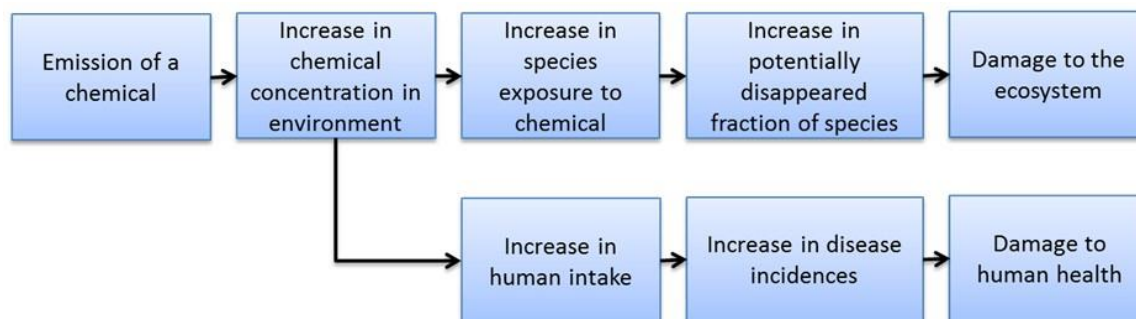 Emission of a
chemical
Increase in
chemical
concentration in
environment
Increase in
species
exposure to
chemical
Increase in
potentially
disappeared
fraction of species
Damage to the
ecosystem
Increase in
human intake
Increase in disease
incidences
Damage to
human health